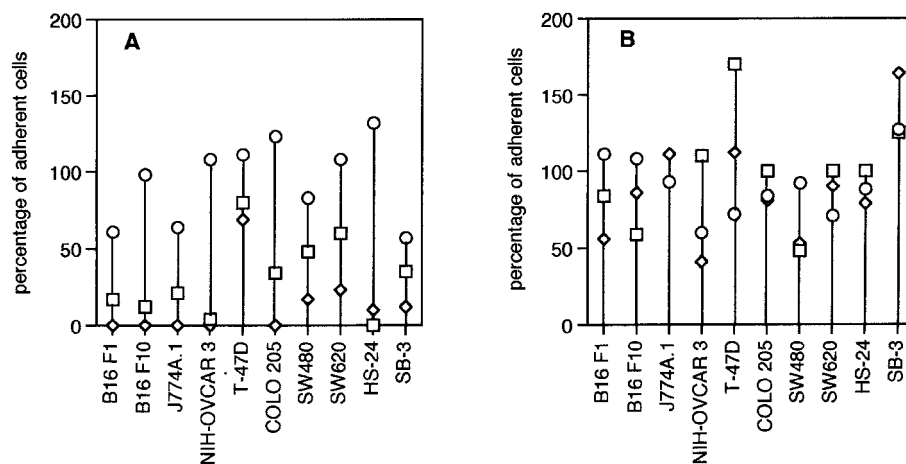 A
percentage of adherent cells
200
150
100
50
0
B16 F1
B16 F10
J774A.1
NIH-OVCAR 3
T-47D
COLO 205
SW480
SW620
HS-24
SB-3
B
percentage of adherent cells
200
150
100
50
0
B16 F1
B16 F10
J774A.1
NIH-OVCAR 3
T-47D
COLO 205
SW480
SW620
HS-24
SB-3